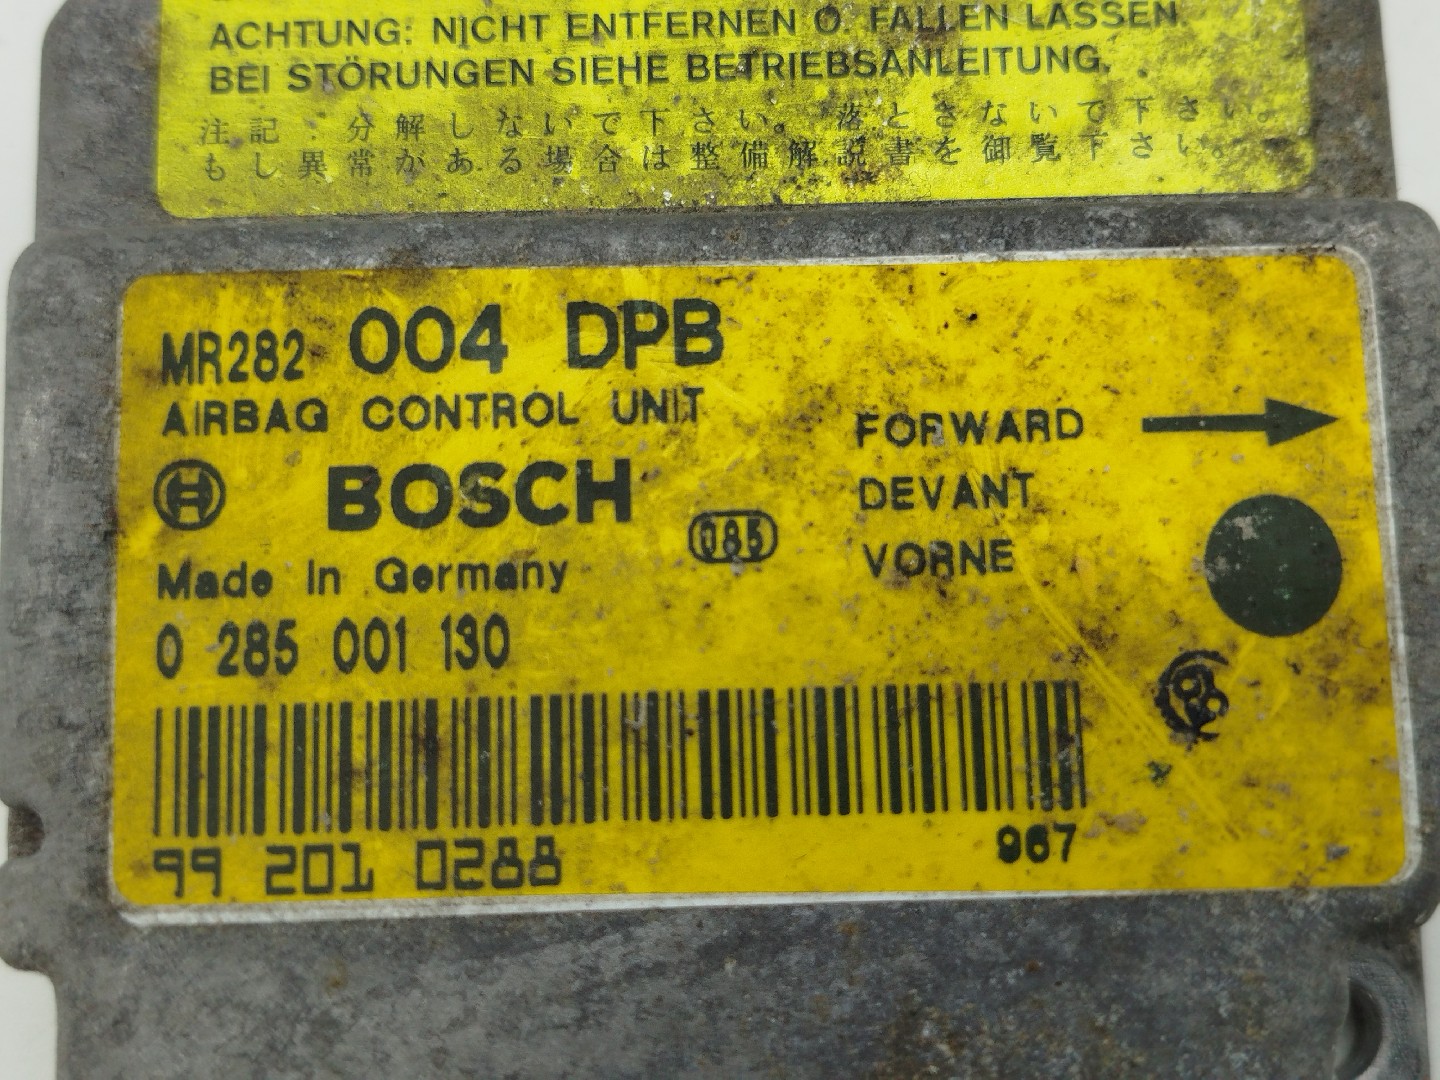 ACHTUNG: NICHT ENTFERNEN O. FALLEN LASSEN.
BEI STÖRUNGEN SIEHE BETRIEBSANLEITUNG.
注記:分解しないで下さい。落とさないで下さい。
もし異常がある場合は整備解説書を御覧下さい。
MR282 004 DPB
AIRBAG CONTROL UNIT
FORWARD
BOSCH
DEVANT
085
VORNE
Made in Germany
0 285 001 130
99 201 0288
967